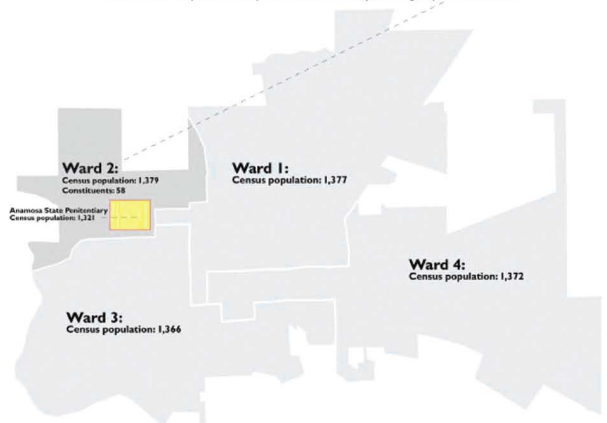 Ward 2:
Census population: 1,379
Constituents: 58
Ward 1:
Census population: 1,377
Anamosa State Penitentiary
Census population: 1,321
Ward 4:
Census population: 1,372
Ward 3:
Census population: 1,366